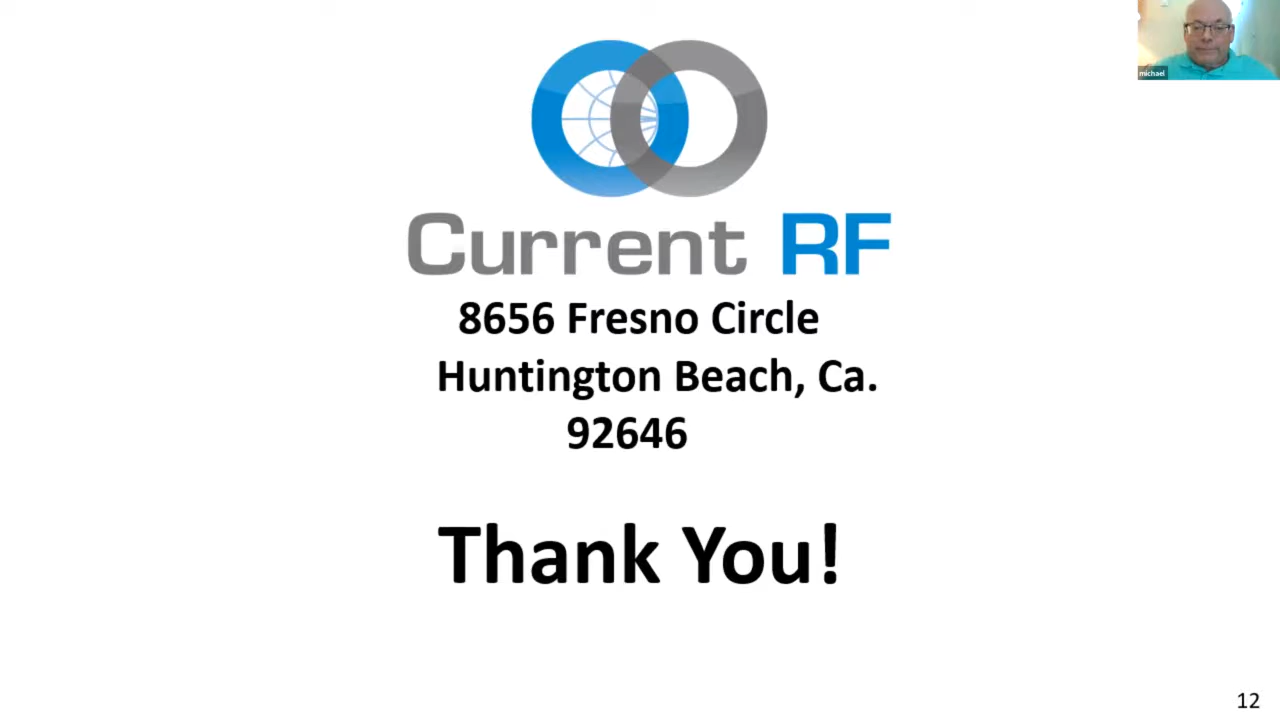 michael
Current RF
8656 Fresno Circle
Huntington Beach, Ca.
92646
Thank You!
12